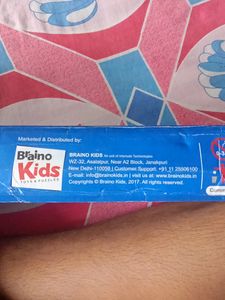 Marketed & Distributed by:
Braino
Kids
TOYS & PUZZLES
BRAINO KIDS
WZ-32, Asalatpur, Near A2 Block, Janakpuri
New Delhi-110058 | Customer Support: +91 11 25506100
E-mail: info@brainokids.in | visit us at: www.brainokids.in
Copyrights © Braino Kids, 2017. All rights reserved.